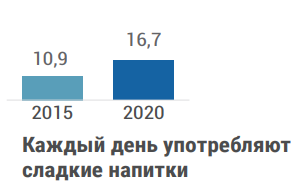 16,7
10,9
2015 2020
Каждый день употребляют
сладкие напитки